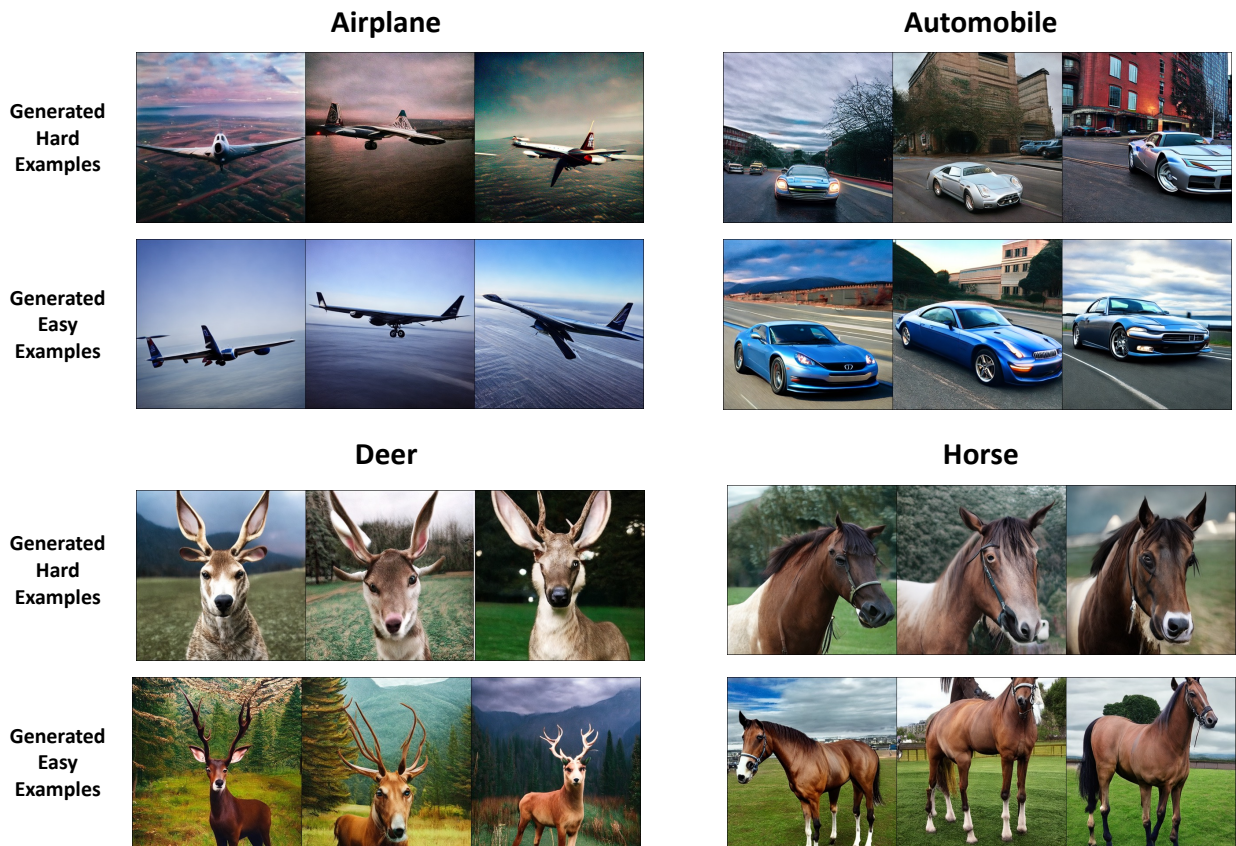 Airplane
Automobile
Generated
Hard
Examples
Generated
Easy
Examples
Deer
Horse
Generated
Hard
Examples
Generated
Easy
Examples